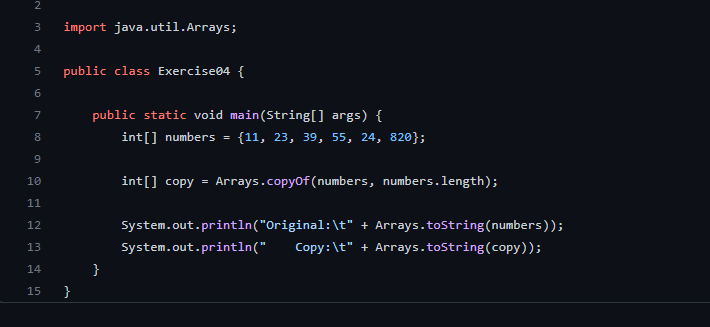 2
3 import java.util.Arrays;
4
5 public class Exercise04 {
6
7     public static void main(String[] args) {
8         int[] numbers = {11, 23, 39, 55, 24, 820};
9
10         int[] copy = Arrays.copyOf(numbers, numbers.length);
11
12         System.out.println("Original:\t" + Arrays.toString(numbers));
13         System.out.println("    Copy:\t" + Arrays.toString(copy));
14     }
15 }